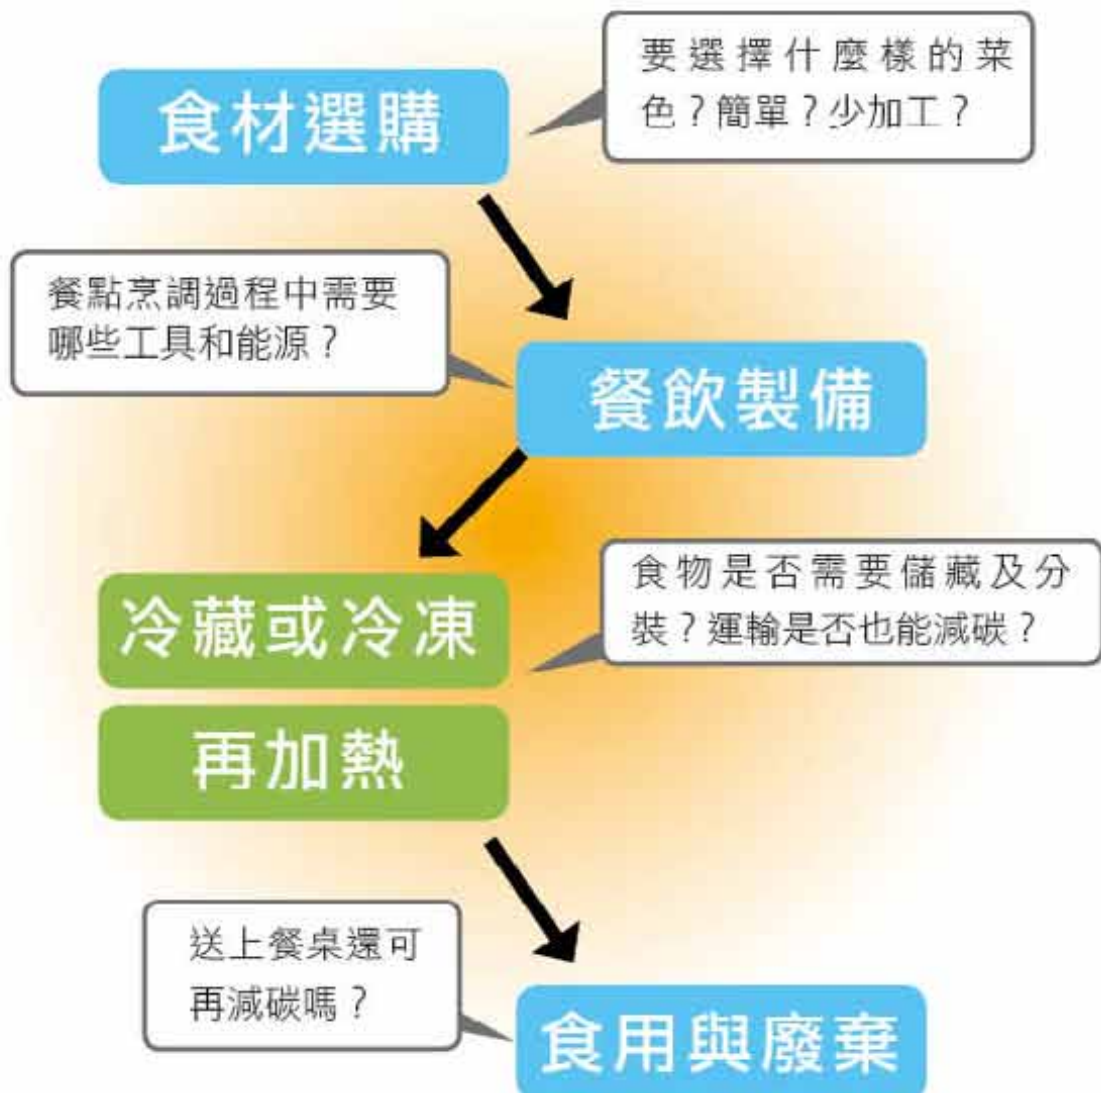 食材選購
要選擇什麼樣的菜
色？簡單？少加工？
餐點烹調過程中需要
哪些工具和能源？
餐飲製備
冷藏或冷凍
食物是否需要儲藏及分
裝？運輸是否也能減碳？
再加熱
送上餐桌還可
再減碳嗎？
食用與廢棄